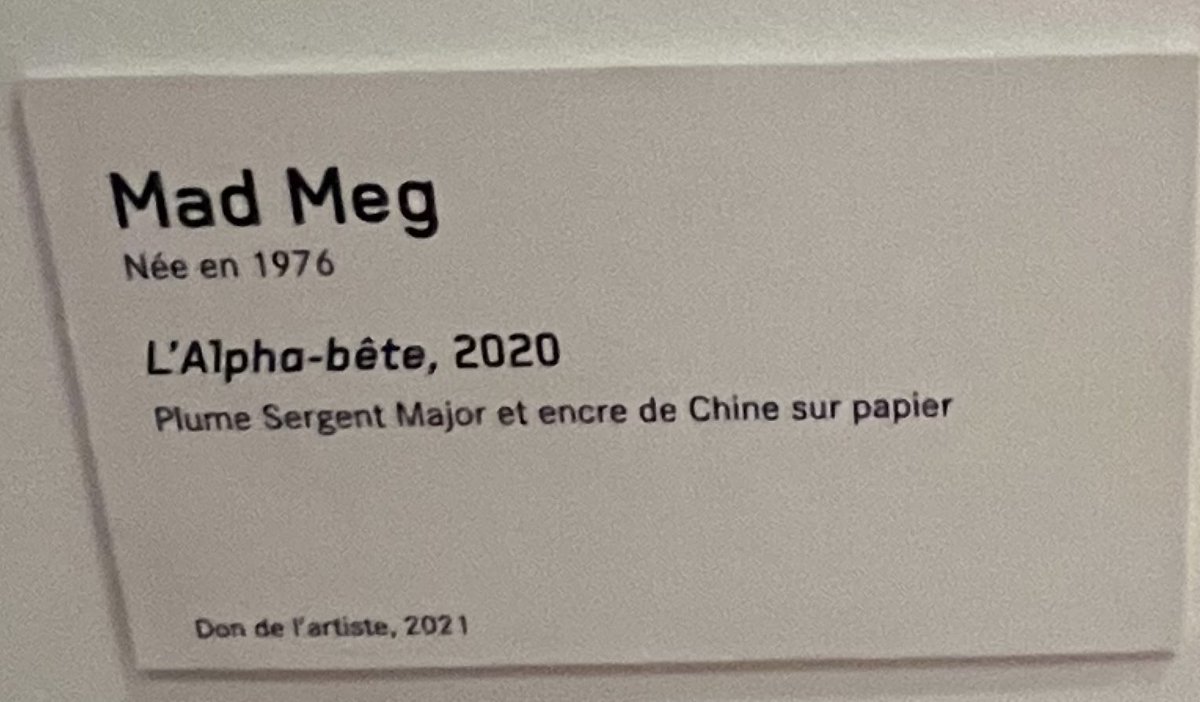 Mad Meg
Née en 1976
L'Alpha-bête, 2020
Plume Sergent Major et encre de Chine sur papier
Don de l'artiste, 2021